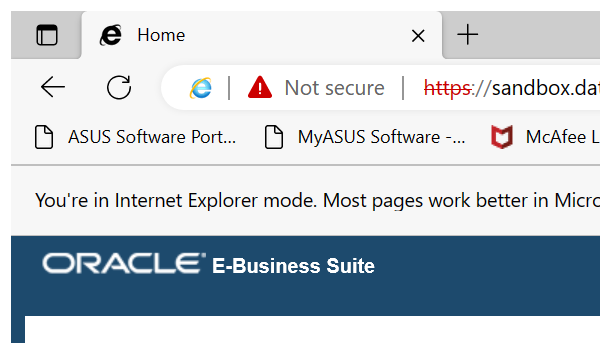 Home
Not secure https://sandbox.dat
ASUS Software Port... MyASUS Software -... McAfee L
You're in Internet Explorer mode. Most pages work better in Micro
ORACLE® E-Business Suite